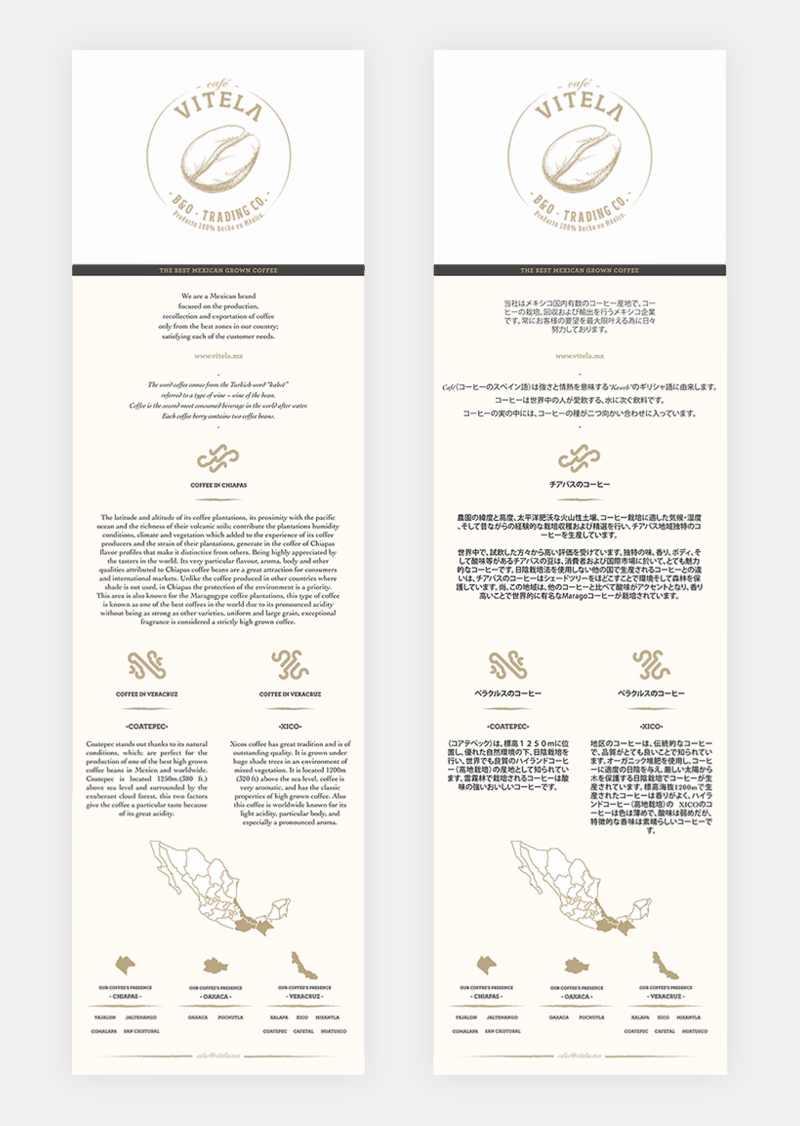 - café -
VITELA
- B&O · TRADING CO. -
Producto 100% hecho en México.
THE BEST MEXICAN GROWN COFFEE
We are a Mexican brand
focused on the production,
recollection and exportation of coffee
only from the best zones in our country;
satisfying each of the customer needs.
www.vitela.mx
The word coffee comes from the Turkish word "kahvé"
referred to a type of wine – wine of the bean.
Coffee is the second most consumed beverage in the world after water.
Each coffee berry contains two coffee beans.
COFFEE IN CHIAPAS
The latitude and altitude of its coffee plantations, its proximity with the pacific
ocean and the richness of their volcanic soils; contribute the plantations humidity
conditions, climate and vegetation which added to the experience of its coffee
producers and the strain of their plantations, generate in the coffee of Chiapas
flavor profiles that make it distinctive from others. Being highly appreciated by
the tasters in the world. Its very particular flavour, aroma, body and other
qualities attributed to Chiapas coffee beans are a great attraction for consumers
and international markets. Unlike the coffee produced in other countries where
shade is not used, in Chiapas the protection of the environment is a priority.
This area is also known for the Maragogype coffee plantations, this type of coffee
is known as one of the best coffees in the world due to its pronounced acidity
without being as strong as other varieties, uniform and large grain, exceptional
fragrance is considered a strictly high grown coffee.
COFFEE IN VERACRUZ
COFFEE IN VERACRUZ
·COATEPEC·
·XICO·
Coatepec stands out thanks to its natural
conditions, which; are perfect for the
production of one of the best high grown
coffee beans in Mexico and worldwide.
Coatepec is located 1250m.(580 ft.)
above sea level and surrounded by the
exuberant cloud forest, this two factors
give the coffee a particular taste because
of its great acidity.
Xicos coffee has great tradition and is of
outstanding quality. It is grown under
huge shade trees in an environment of
mixed vegetation. It is located 1200m
(520 ft) above the sea level, coffee is
very aromatic, and has the classic
properties of high grown coffee. Also
this coffee is worldwide known for its
light acidity, particular body, and
especially a pronounced aroma.
OUR COFFEE'S PRESENCE
- CHIAPAS -
OUR COFFEE'S PRESENCE
- OAXACA -
OUR COFFEE'S PRESENCE
- VERACRUZ -
YAJALON JALTENANGO
COMALAPA SAN CRISTOBAL
OAXACA POCHUTLA
XALAPA XICO MISANTLA
COATEPEC CAFETAL HUATUSCO
- café -
VITELA
- B&O · TRADING CO. -
Producto 100% hecho en México.
THE BEST MEXICAN GROWN COFFEE
当社はメキシコ国内有数のコーヒー産地で、コー
ヒーの栽培、回収および輸出を行うメキシコ企業
です。常にお客様の要望を最大限叶える為に日々
努力しております。
www.vitela.mx
Café(コーヒーのスペイン語)は強さと情熱を意味する"Kaweh"のギリシャ語に由来します。
コーヒーは世界中の人が愛飲する、水に次ぐ飲料です。
コーヒーの実の中には、コーヒーの種が二つ向かい合わせに入っています。
チアパスのコーヒー
農園の緯度と高度、太平洋肥沃な火山性土壌、コーヒー栽培に適した気候・湿度
、そして昔ながらの経験的な栽培収穫および精選を行い、チアパス地域独特のコ
ーヒーを生産しています。
世界中で、試飲した方々から高い評価を受けています。独特の味、香り、ボディ、そ
して酸味等があるチアパスの豆は、消費者および国際市場に於いて、とても魅力
的なコーヒーです。日陰栽培法を使用しない他の国で生産されるコーヒーとの違
いは、チアパスのコーヒーはシェードツリーをほどこすことで環境そして森林を保
護しています。尚、この地域は、他のコーヒーと比べて酸味がアクセントとなり、香り
高いことで世界的に有名なMaragoコーヒーが栽培されています。
ベラクルスのコーヒー
ベラクルスのコーヒー
·COATEPEC·
·XICO·
(コアテペック)は、標高1250mに位
置し、優れた自然環境の下、日陰栽培を
行い、世界でも良質のハイランドコーヒ
ー(高地栽培)の産地として知られてい
ます。雲霧林で栽培されるコーヒーは酸
味の強いおいしいコーヒーです。
地区のコーヒーは、伝統的なコーヒー
で、品質がとても良いことで知られてい
ます。オーガニック堆肥を使用し、コーヒ
ーに適度の日陰を与え、厳しい太陽から
木を保護する日陰栽培でコーヒーが生
産されています。標高海抜1200mで生
産されたコーヒーは香りがよく、ハイラ
ンドコーヒー(高地栽培)の XICOのコ
ーヒーは色は薄めで、酸味は弱めだが、
特徴的な香味は素晴らしいコーヒーで
す。
OUR COFFEE'S PRESENCE
- CHIAPAS -
OUR COFFEE'S PRESENCE
- OAXACA -
OUR COFFEE'S PRESENCE
- VERACRUZ -
YAJALON JALTENANGO
COMALAPA SAN CRISTOBAL
OAXACA POCHUTLA
XALAPA XICO MISANTLA
COATEPEC CAFETAL HUATUSCO